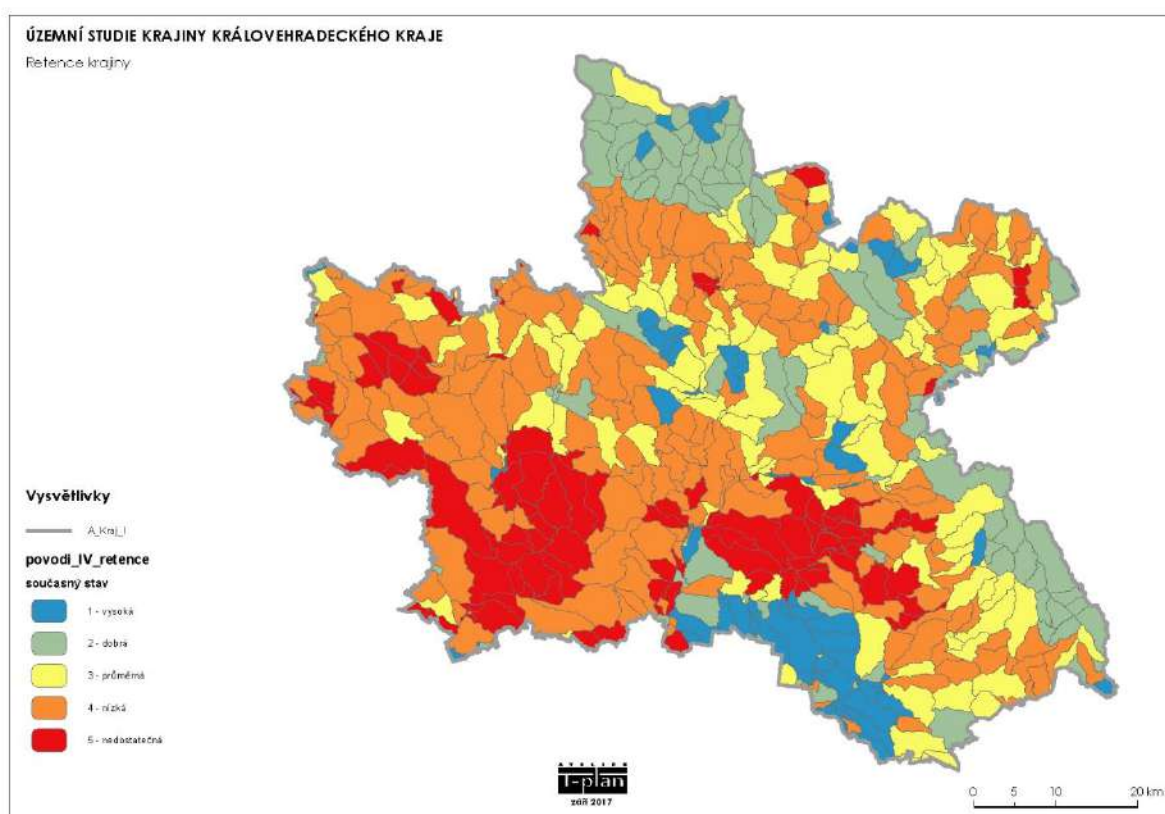 ÚZEMNÍ STUDIE KRAJINY KRÁLOVEHRADECKÉHO KRAJE
Retence krajiny
Vysvětlivky
A_Kraj_l
povodi_IV_retence
současný stav
1 - vysoká
2 - dobrá
3 - průměrná
4 - nízká
5 - nedostatečná
ATELIER
T-plan
září 2017
0 5 10 20 km